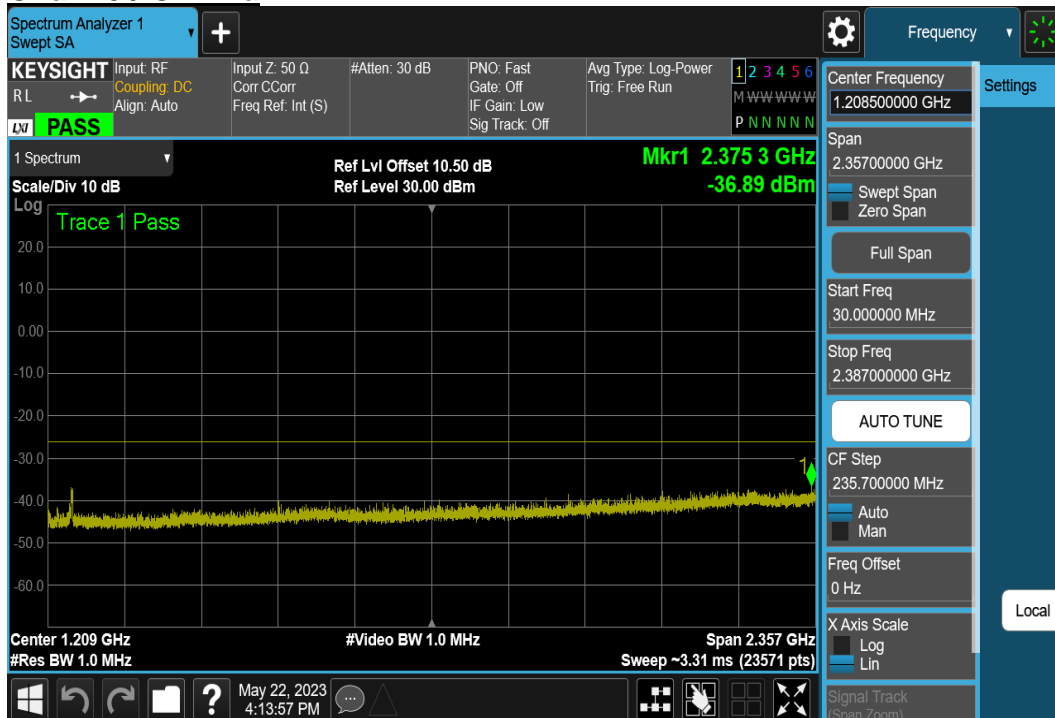 Spectrum Analyzer 1
Swept SA
Frequency
KEYSIGHT
RL
LXI PASS
Input: RF
Coupling: DC
Align: Auto
Input Z: 50 Ω
Corr CCorr
Freq Ref: Int (S)
#Atten: 30 dB
PNO: Fast
Gate: Off
IF Gain: Low
Sig Track: Off
Avg Type: Log-Power
Trig: Free Run
1 2 3 4 5 6
M W W W W W
P N N N N N
1 Spectrum
Scale/Div 10 dB
Ref Lvl Offset 10.50 dB
Ref Level 30.00 dBm
Mkr1 2.375 3 GHz
-36.89 dBm
Log
Trace 1 Pass
20.0
10.0
0.00
-10.0
-20.0
-30.0
-40.0
-50.0
-60.0
1
Center 1.209 GHz
#Res BW 1.0 MHz
#Video BW 1.0 MHz
Span 2.357 GHz
Sweep ~3.31 ms (23571 pts)
May 22, 2023
4:13:57 PM
Center Frequency
1.208500000 GHz
Span
2.35700000 GHz
Swept Span
Zero Span
Full Span
Start Freq
30.000000 MHz
Stop Freq
2.387000000 GHz
AUTO TUNE
CF Step
235.700000 MHz
Auto
Man
Freq Offset
0 Hz
X Axis Scale
Log
Lin
Signal Track
(Span Zoom)
Settings
Local